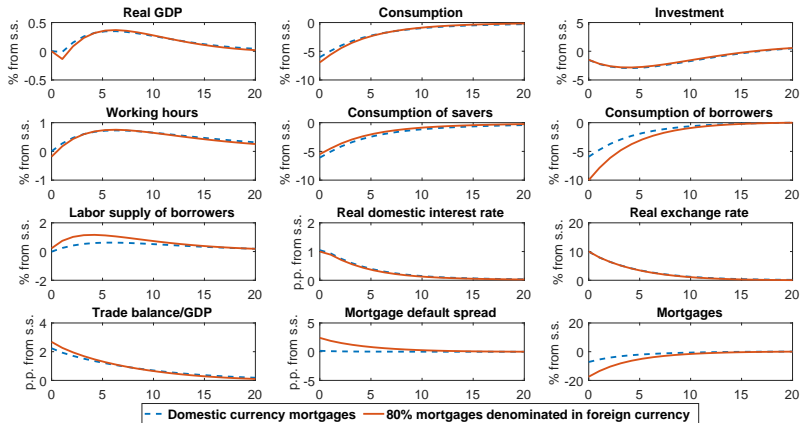 Real GDP
Consumption
Investment
% from s.s.
0.5
0
-0.5
0 5 10 15 20
% from s.s.
0
-5
-10
0 5 10 15 20
% from s.s.
5
0
-5
0 5 10 15 20
Working hours
Consumption of savers
Consumption of borrowers
% from s.s.
1
0
-1
0 5 10 15 20
% from s.s.
0
-5
-10
0 5 10 15 20
% from s.s.
0
-5
-10
0 5 10 15 20
Labor supply of borrowers
Real domestic interest rate
Real exchange rate
% from s.s.
2
0
-2
0 5 10 15 20
p.p. from s.s.
2
1
0
0 5 10 15 20
% from s.s.
20
10
0
0 5 10 15 20
Trade balance/GDP
Mortgage default spread
Mortgages
p.p. from s.s.
4
2
0
0 5 10 15 20
p.p. from s.s.
5
0
-5
0 5 10 15 20
% from s.s.
20
0
-20
0 5 10 15 20
Domestic currency mortgages
80% mortgages denominated in foreign currency